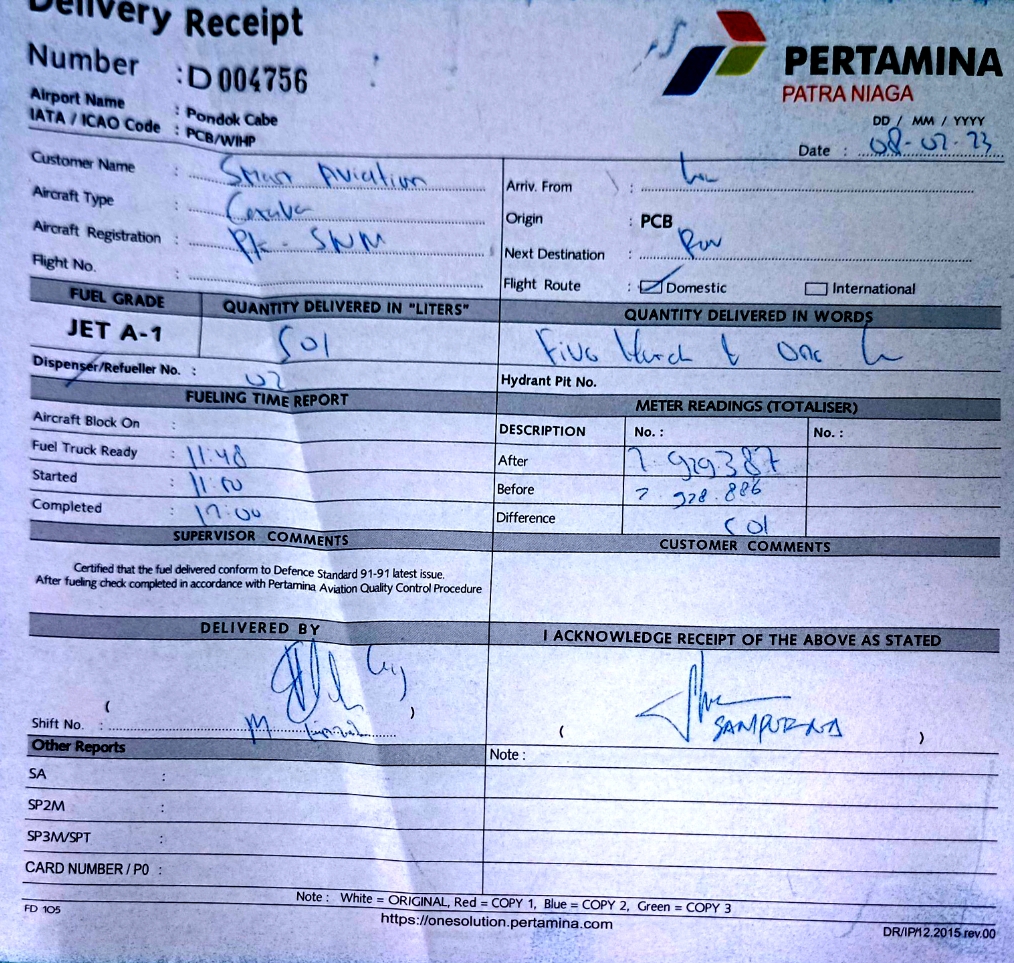 Delivery Receipt
Number : D 004756
PERTAMINA
PATRA NIAGA
Airport Name : Pondok Cabe
IATA / ICAO Code : PCB/WIHP
DD / MM / YYYY
Date : 08-02-23
Customer Name : Smart Aviation
Aircraft Type :
Aircraft Registration : PK-SNM
Flight No. :
Arriv. From :
Origin : PCB
Next Destination :
Flight Route : Domestic International
FUEL GRADE QUANTITY DELIVERED IN "LITERS" QUANTITY DELIVERED IN WORDS
JET A-1 501 Five
Dispenser/Refueller No. : 02
Hydrant Pit No.
FUELING TIME REPORT METER READINGS (TOTALISER)
Aircraft Block On :
DESCRIPTION No. : No. :
Fuel Truck Ready : 11:48
After 2.929.387
Started : 11:50
Before 2.928.886
Completed : 12:00
Difference 501
SUPERVISOR COMMENTS CUSTOMER COMMENTS
Certified that the fuel delivered conform to Defence Standard 91-91 latest issue.
After fueling check completed in accordance with Pertamina Aviation Quality Control Procedure
DELIVERED BY I ACKNOWLEDGE RECEIPT OF THE ABOVE AS STATED
( )
Shift No. : M
( SAMPURNA )
Other Reports Note :
SA :
SP2M :
SP3M/SPT :
CARD NUMBER / P0 :
Note : White = ORIGINAL, Red = COPY 1, Blue = COPY 2, Green = COPY 3
FD 105
https://onesolution.pertamina.com
DR/IP/12.2015 rev.00